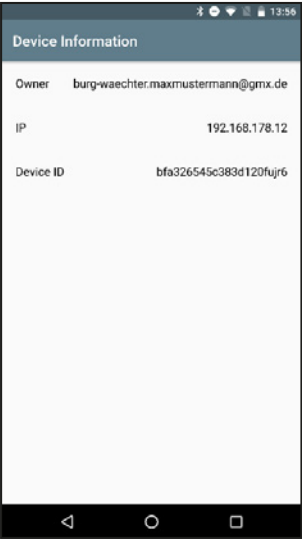 13:56
Device Information
Owner burg-waechter.maxmustermann@gmx.de
IP 192.168.178.12
Device ID bfa326545c383d120fujr6